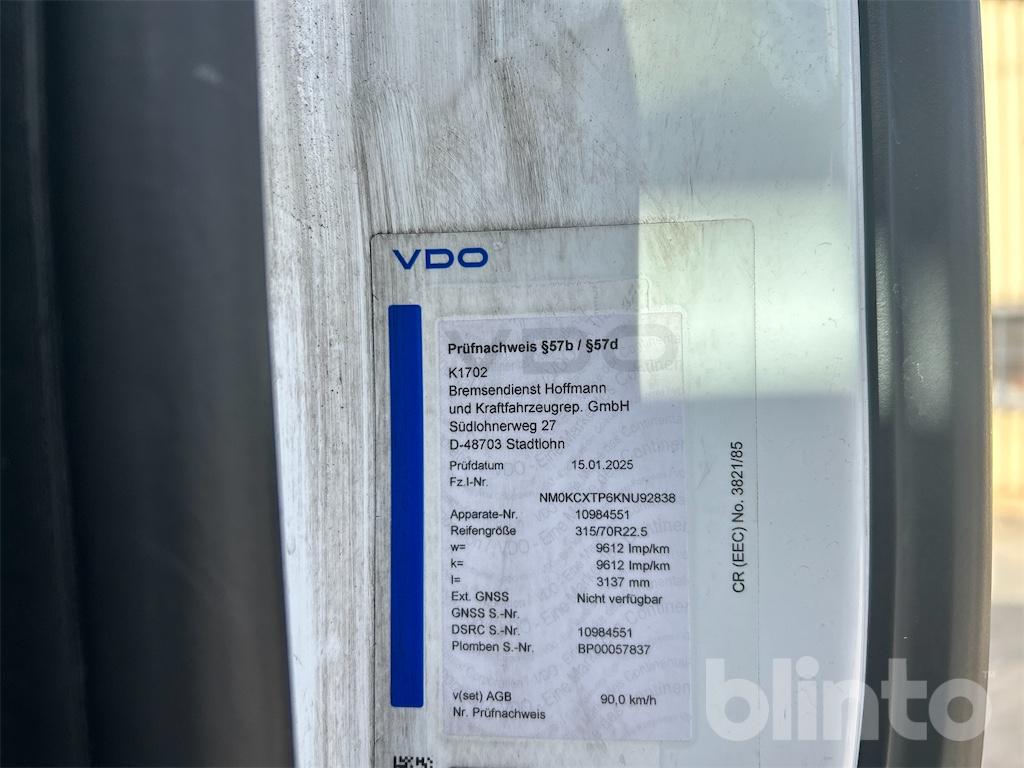 VDO
Prüfnachweis §57b / §57d
K1702
Bremsendienst Hoffmann
und Kraftfahrzeugrep. GmbH
Südlohnerweg 27
D-48703 Stadtlohn
Prüfdatum 15.01.2025
Fz.I-Nr.
NM0KCXTP6KNU92838
Apparate-Nr. 10984551
Reifengröße 315/70R22.5
w= 9612 Imp/km
k= 9612 Imp/km
l= 3137 mm
Ext. GNSS Nicht verfügbar
GNSS S.-Nr.
DSRC S.-Nr. 10984551
Plomben S.-Nr. BP00057837
v(set) AGB 90,0 km/h
Nr. Prüfnachweis
CR (EEC) No. 3821/85
VDO
blinto